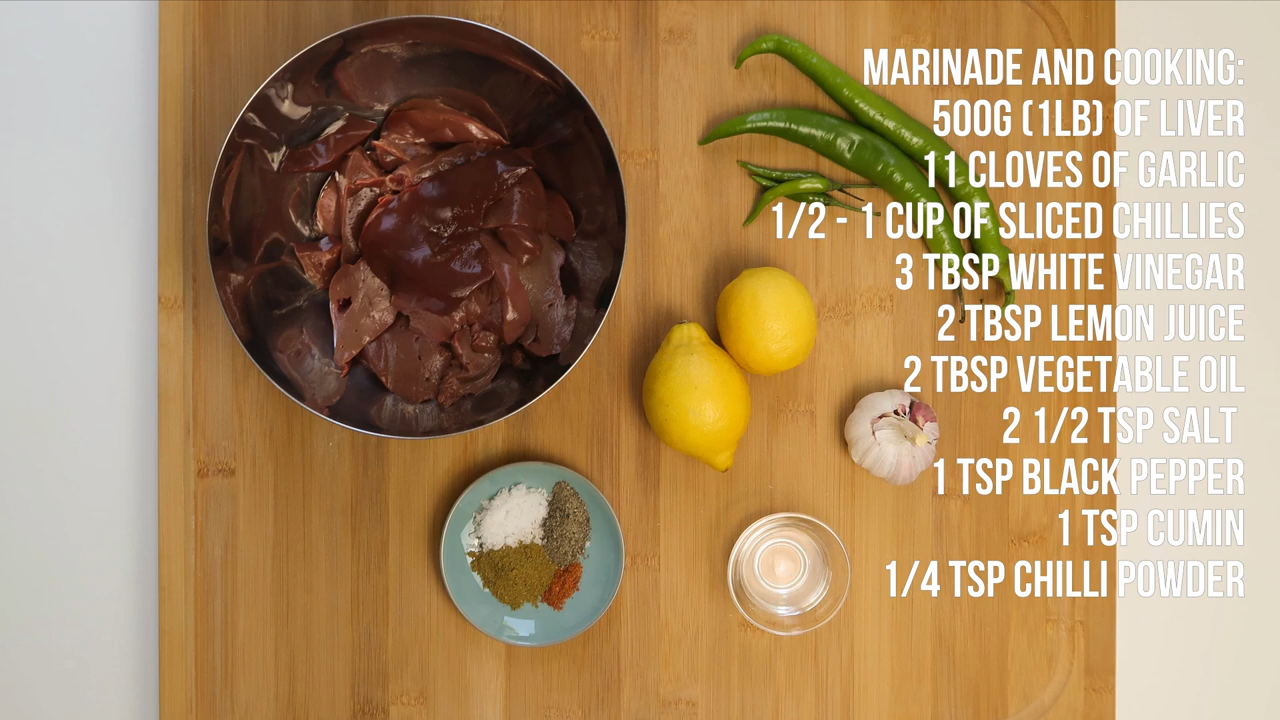 MARINADE AND COOKING:
500G (1LB) OF LIVER
11 CLOVES OF GARLIC
1/2 - 1 CUP OF SLICED CHILLIES
3 TBSP WHITE VINEGAR
2 TBSP LEMON JUICE
2 TBSP VEGETABLE OIL
2 1/2 TSP SALT
1 TSP BLACK PEPPER
1 TSP CUMIN
1/4 TSP CHILLI POWDER